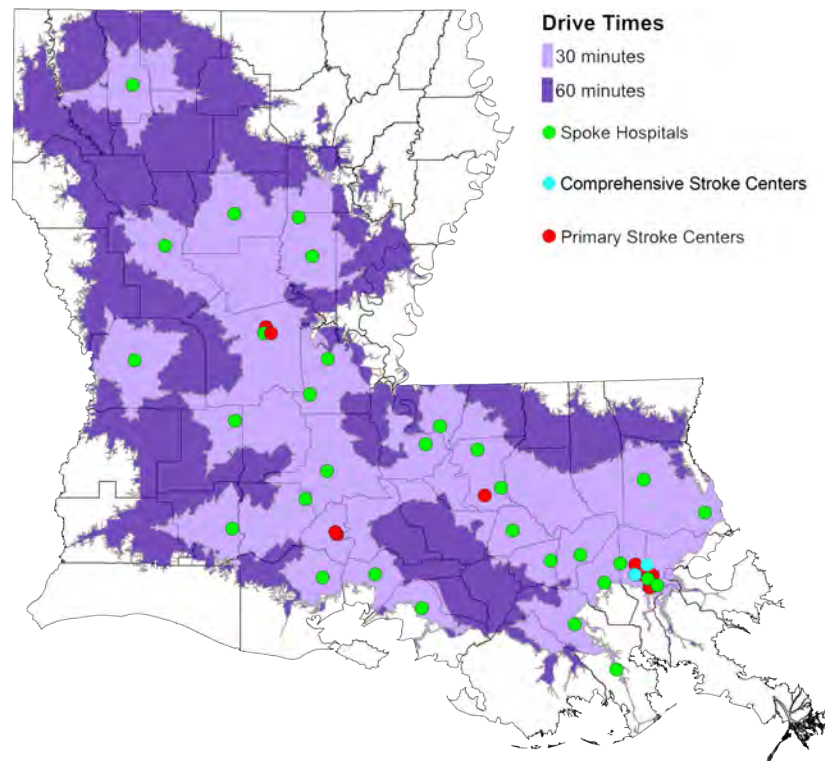 Drive Times
30 minutes
60 minutes
Spoke Hospitals
Comprehensive Stroke Centers
Primary Stroke Centers